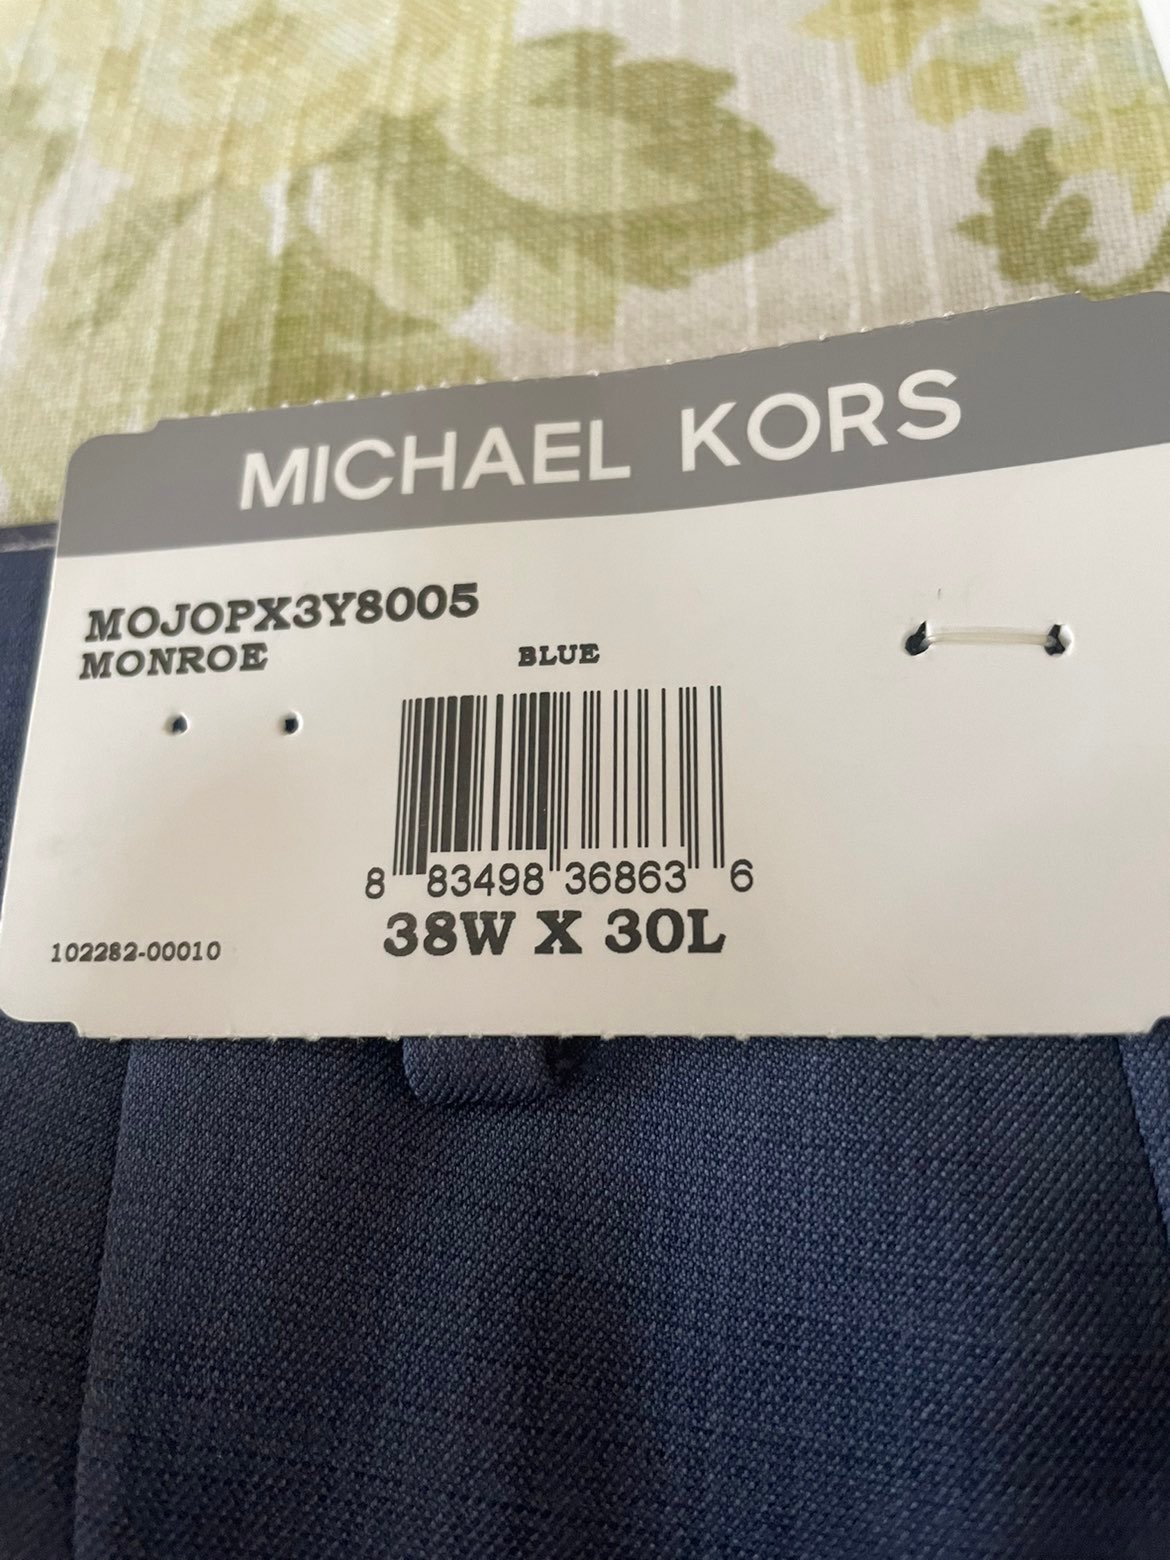 MICHAEL KORS
MOJOPX3Y8005
MONROE
BLUE
8 83498 36863 6
38W X 30L
102282-00010